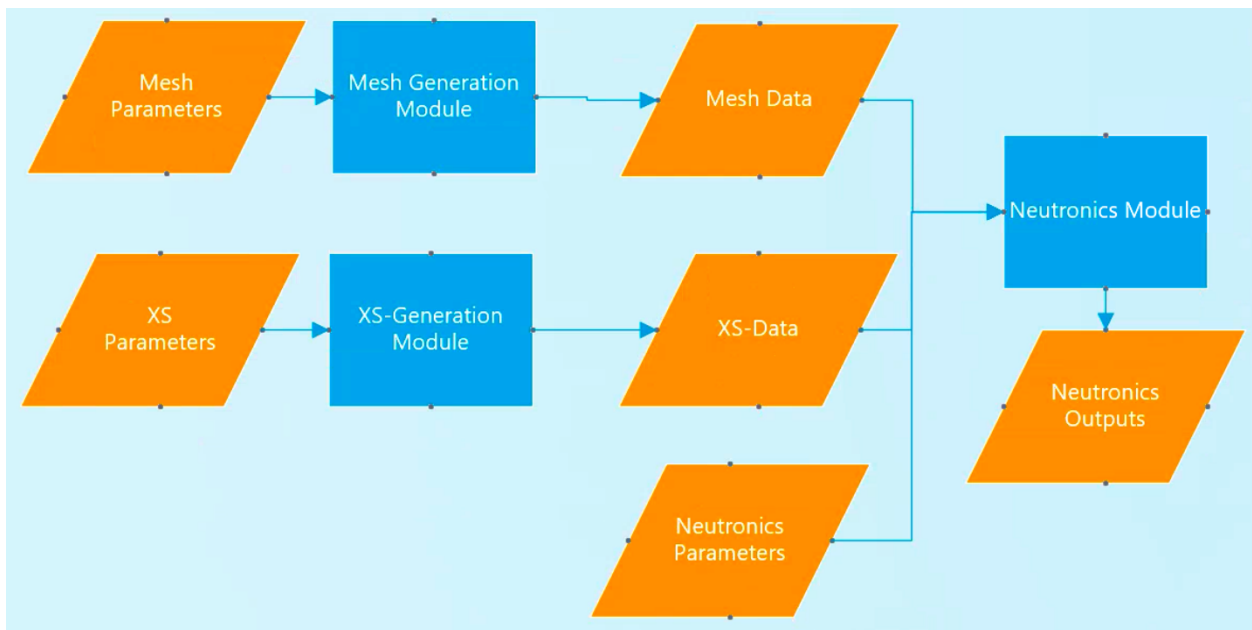 Mesh
Parameters
Mesh Generation
Module
Mesh Data
Neutronics Module
XS
Parameters
XS-Generation
Module
XS-Data
Neutronics
Outputs
Neutronics
Parameters